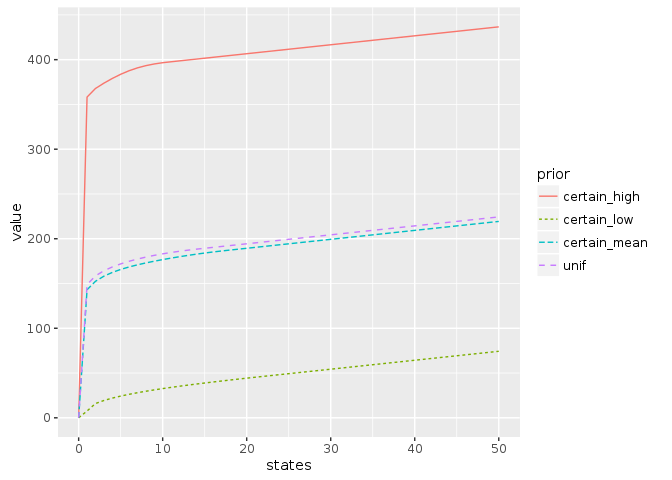 400
300
200
100
0
value
0 10 20 30 40 50
states
prior
certain_high
certain_low
certain_mean
unif